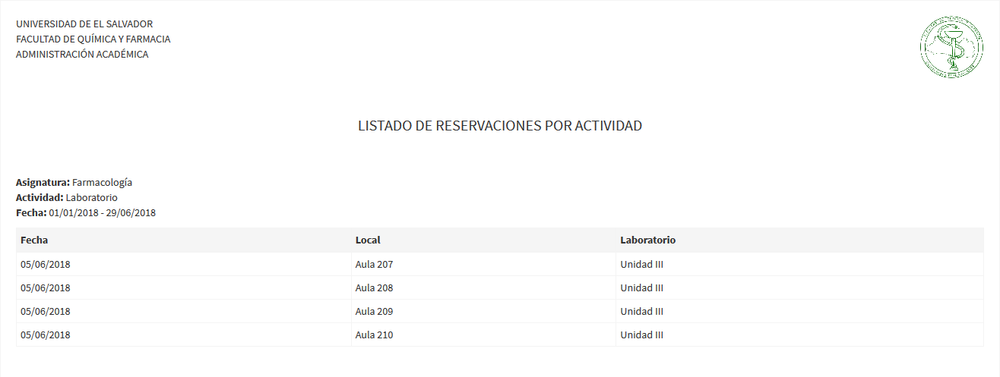 UNIVERSIDAD DE EL SALVADOR
FACULTAD DE QUÍMICA Y FARMACIA
ADMINISTRACIÓN ACADÉMICA
LISTADO DE RESERVACIONES POR ACTIVIDAD
Asignatura: Farmacología
Actividad: Laboratorio
Fecha: 01/01/2018 - 29/06/2018
Fecha Local Laboratorio
05/06/2018 Aula 207 Unidad III
05/06/2018 Aula 208 Unidad III
05/06/2018 Aula 209 Unidad III
05/06/2018 Aula 210 Unidad III